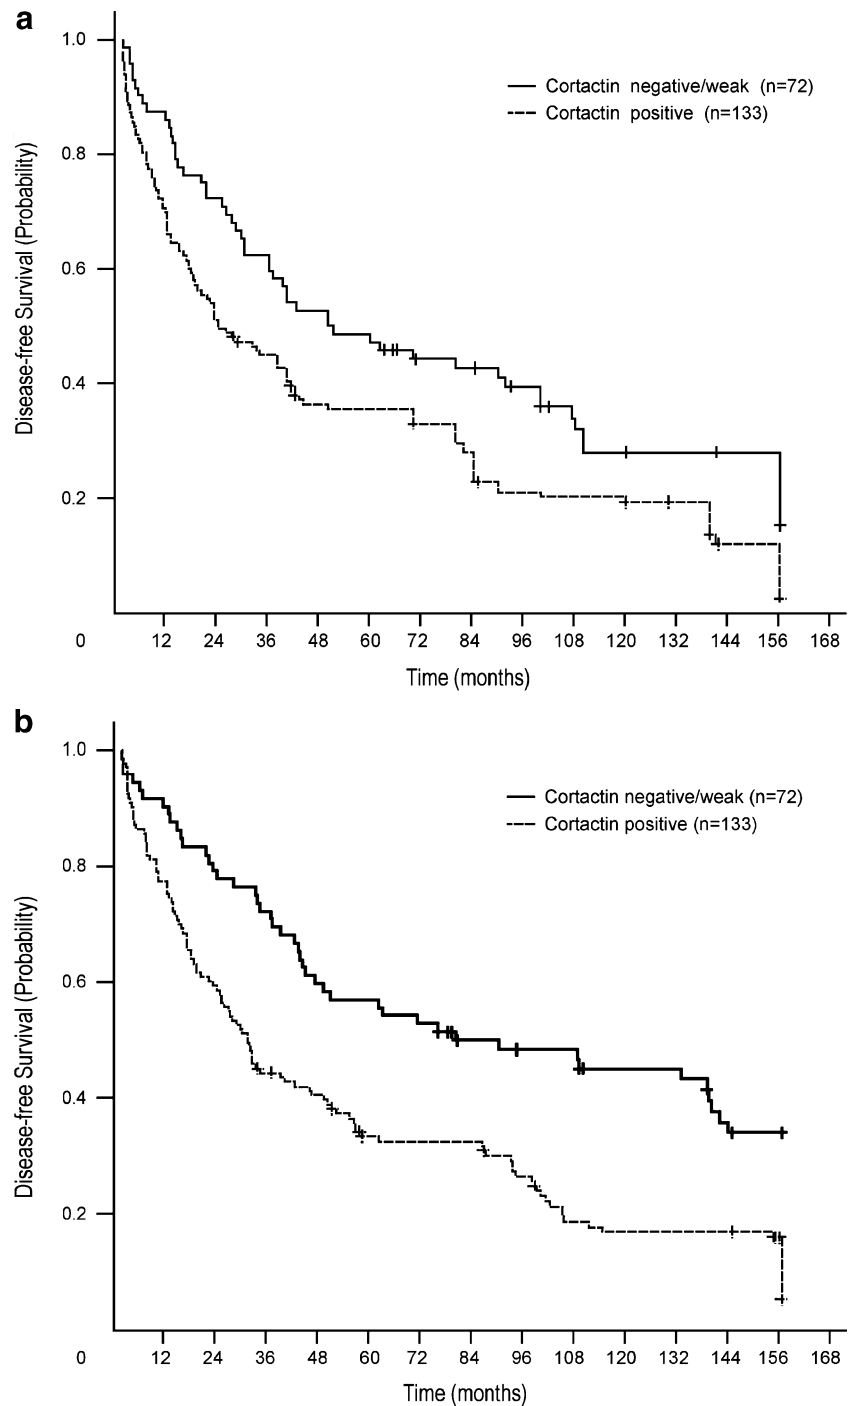 a
1.0
0.8
0.6
0.4
0.2
Disease-free Survival (Probability)
Cortactin negative/weak (n=72)
Cortactin positive (n=133)
0 12 24 36 48 60 72 84 96 108 120 132 144 156 168
Time (months)
b
1.0
0.8
0.6
0.4
0.2
Disease-free Survival (Probability)
Cortactin negative/weak (n=72)
Cortactin positive (n=133)
0 12 24 36 48 60 72 84 96 108 120 132 144 156 168
Time (months)